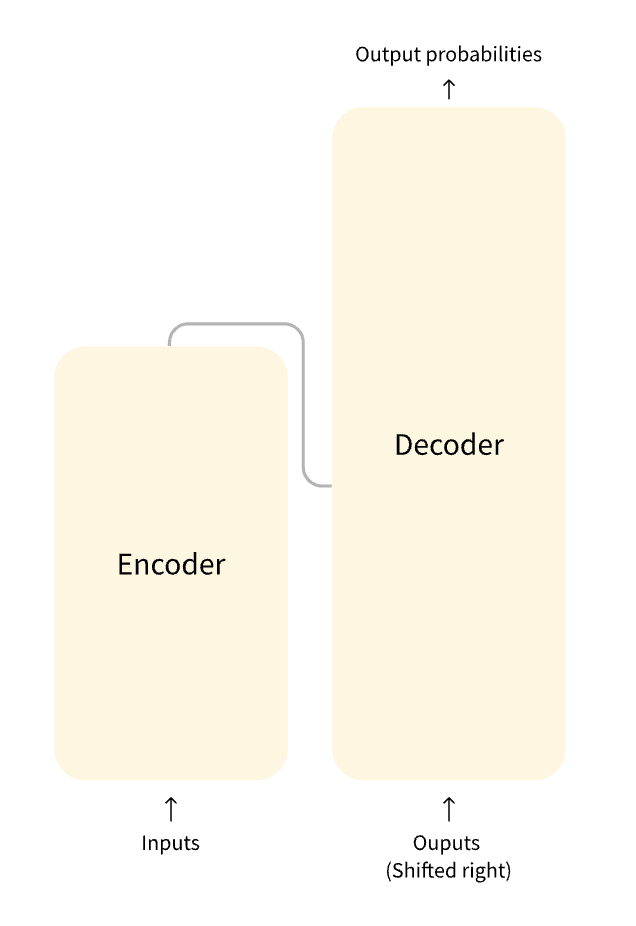 Output probabilities
↑
Decoder
Encoder
↑
↑
Inputs
Ouputs
(Shifted right)